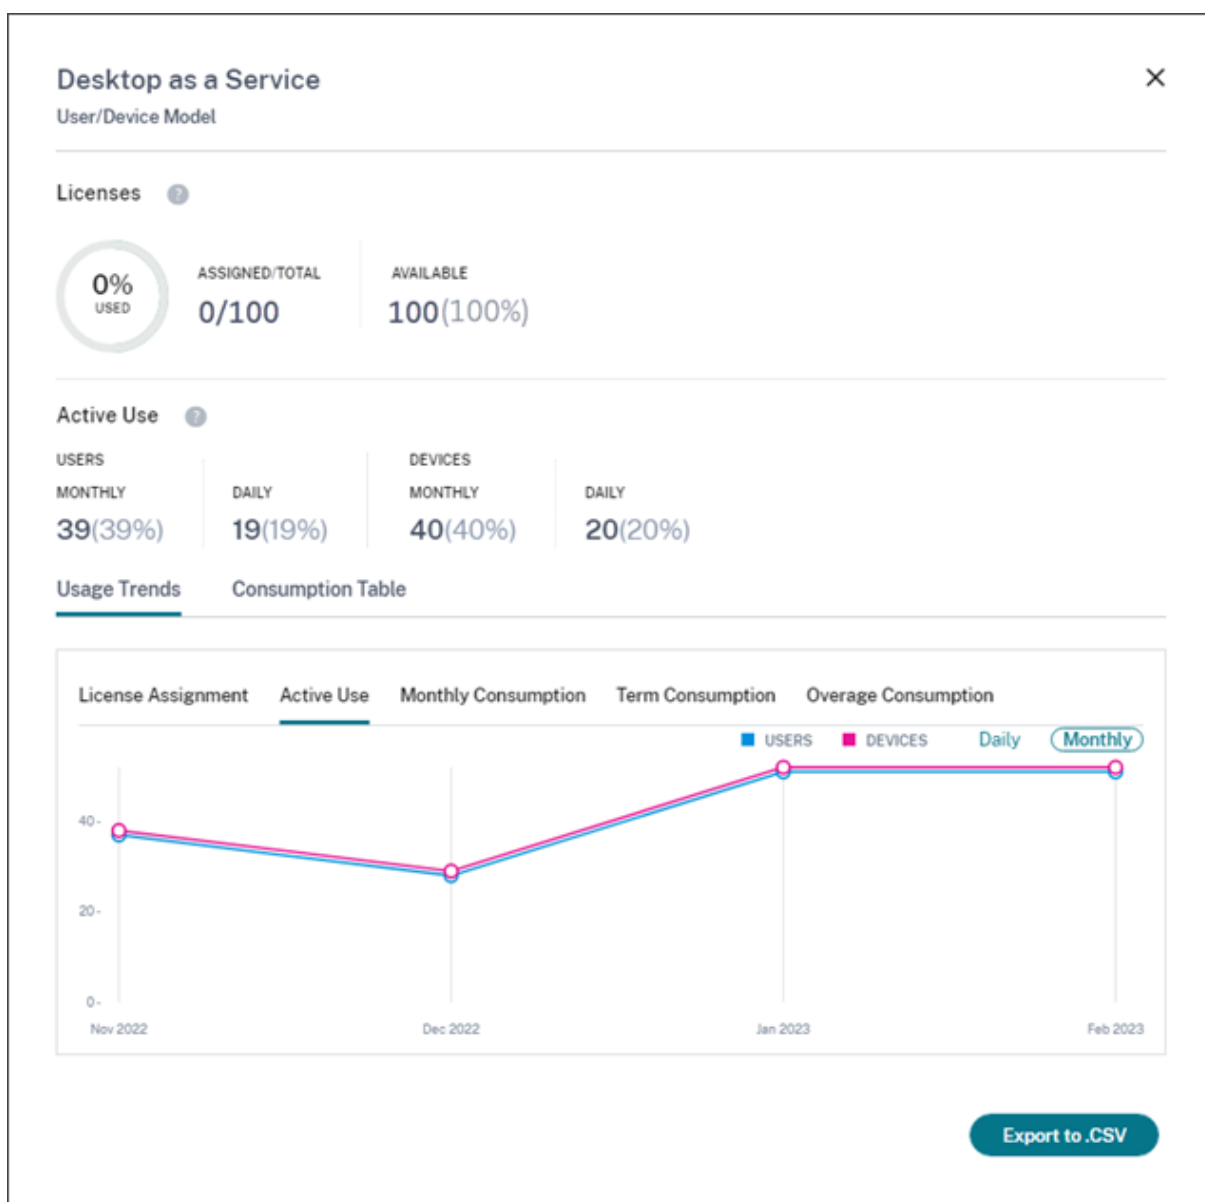 Desktop as a Service
User/Device Model
Licenses ?
0%
USED
ASSIGNED/TOTAL
0/100
AVAILABLE
100(100%)
Active Use ?
USERS
MONTHLY
39(39%)
DAILY
19(19%)
DEVICES
MONTHLY
40(40%)
DAILY
20(20%)
Usage Trends Consumption Table
License Assignment Active Use Monthly Consumption Term Consumption Overage Consumption
USERS DEVICES Daily Monthly
40
20
0
Nov 2022 Dec 2022 Jan 2023 Feb 2023
Export to .CSV